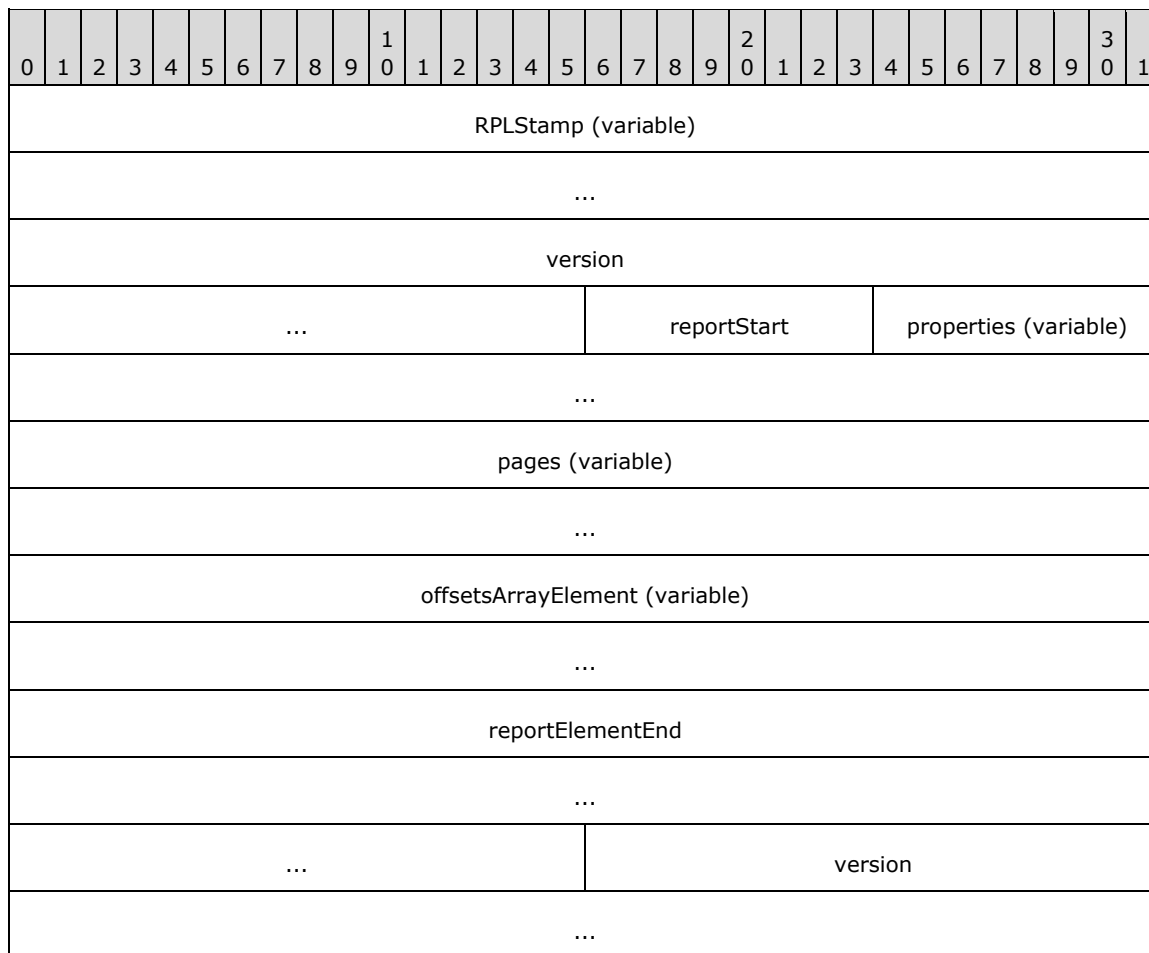 1 2 3
0 1 2 3 4 5 6 7 8 9 0 1 2 3 4 5 6 7 8 9 0 1 2 3 4 5 6 7 8 9 0 1
RPLStamp (variable)
...
version
... reportStart properties (variable)
...
pages (variable)
...
offsetsArrayElement (variable)
...
reportElementEnd
...
... version
...